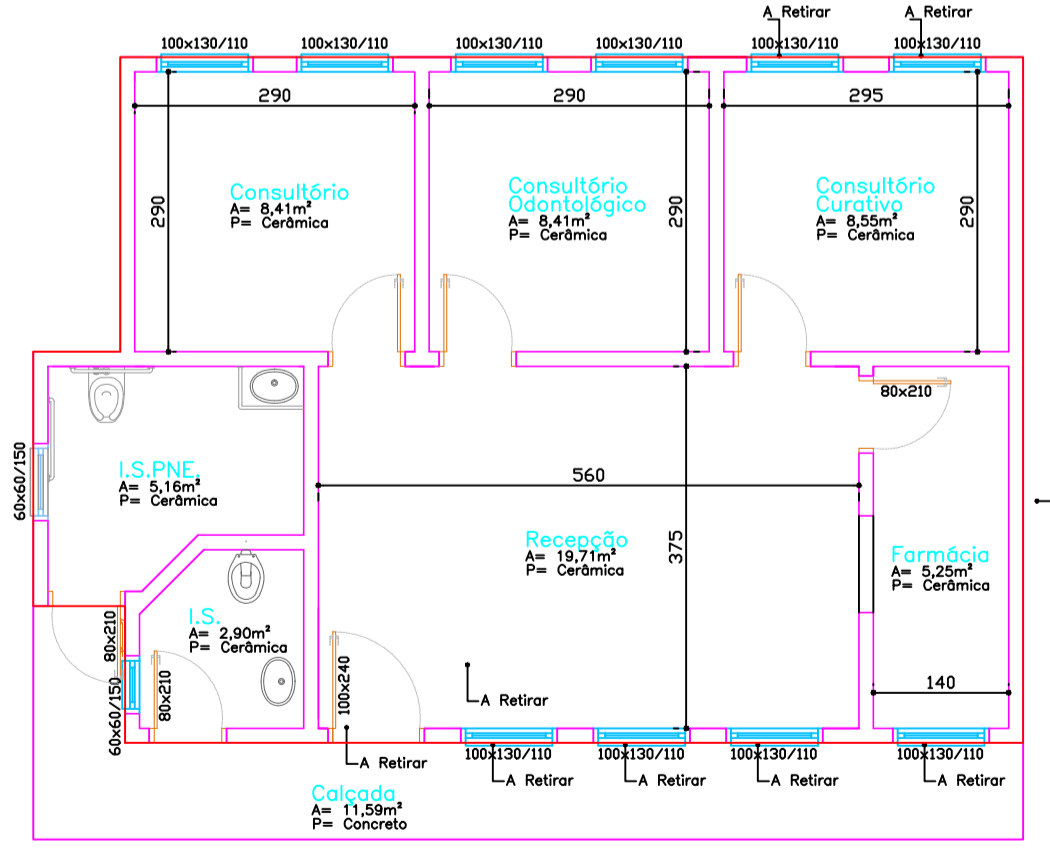 A Retirar
A Retirar
100x130/110
100x130/110
100x130/110
100x130/110
100x130/110
100x130/110
290
290
295
290
290
290
Consultório
A= 8,41m²
P= Cerâmica
Consultório
Odontológico
A= 8,41m²
P= Cerâmica
Consultório
Curativo
A= 8,55m²
P= Cerâmica
80x210
60x60/150
I.S.PNE.
A= 5,16m²
P= Cerâmica
560
375
Recepção
A= 19,71m²
P= Cerâmica
Farmácia
A= 5,25m²
P= Cerâmica
I.S.
A= 2,90m²
P= Cerâmica
80x210
60x60/150
80x210
100x240
140
A Retirar
A Retirar
100x130/110
100x130/110
100x130/110
100x130/110
A Retirar
A Retirar
A Retirar
A Retirar
Calçada
A= 11,59m²
P= Concreto